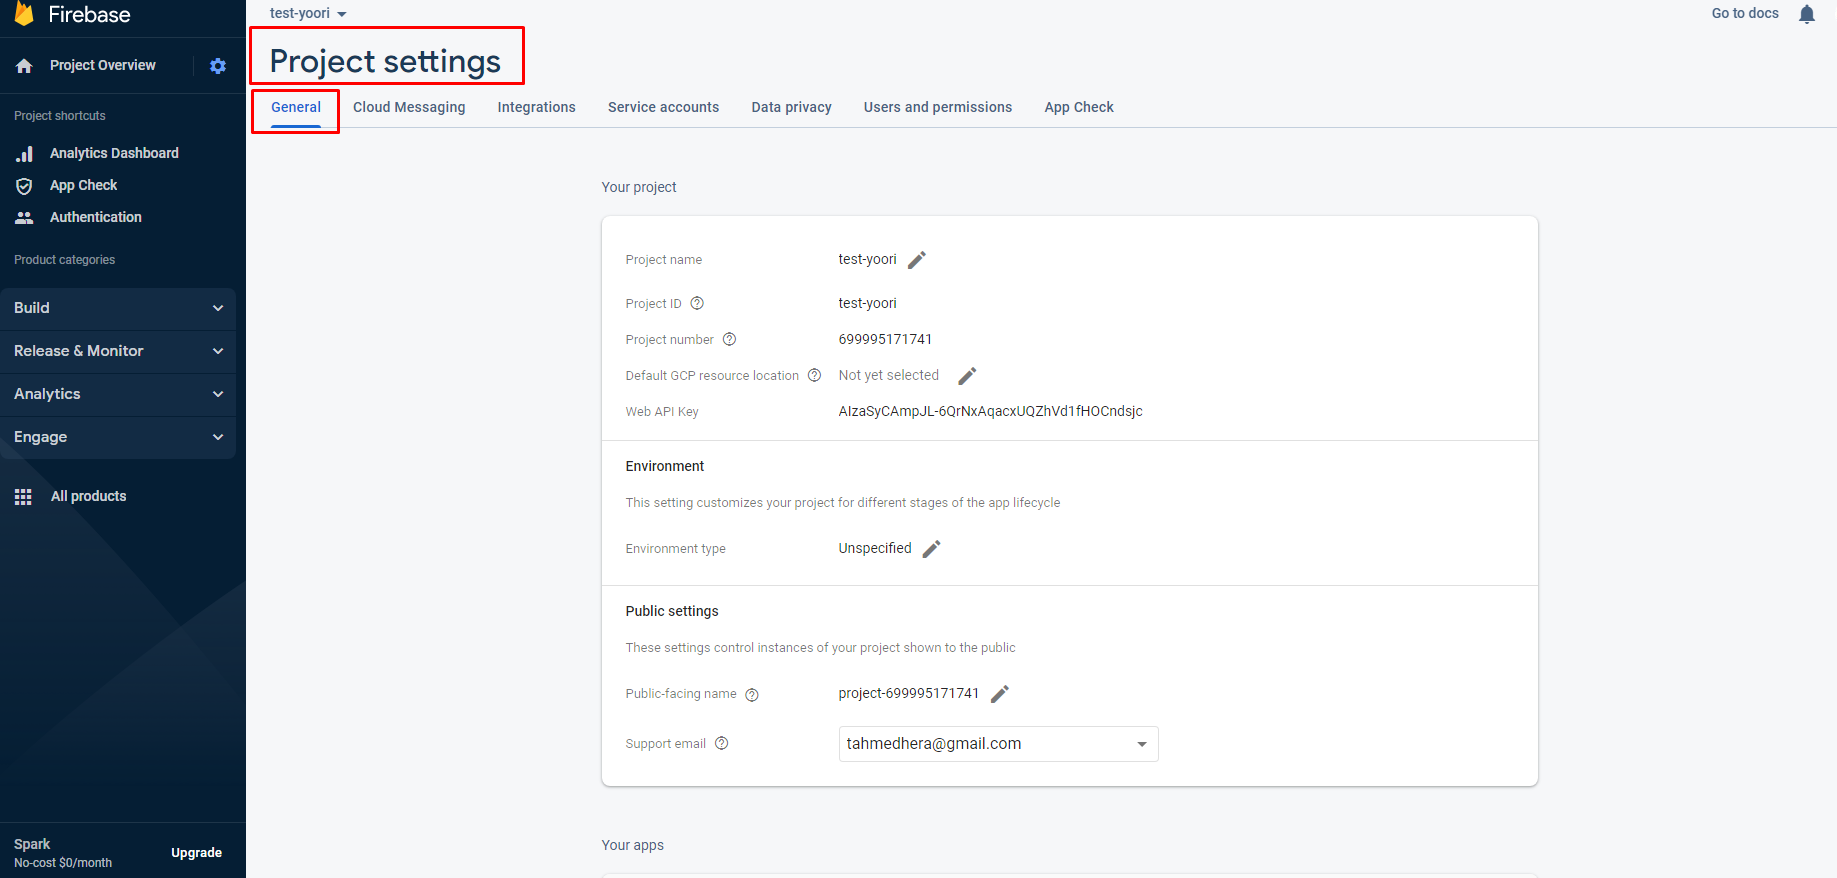 Firebase
Project Overview
Project shortcuts
Analytics Dashboard
App Check
Authentication
Product categories
Build
Release & Monitor
Analytics
Engage
All products
Spark
No-cost $0/month
Upgrade
test-yoori
Go to docs
Project settings
General Cloud Messaging Integrations Service accounts Data privacy Users and permissions App Check
Your project
Project name test-yoori
Project ID test-yoori
Project number 699995171741
Default GCP resource location Not yet selected
Web API Key AIzaSyCAmpJL-6QrNxAqacxUQZhVd1fHOCndsjc
Environment
This setting customizes your project for different stages of the app lifecycle
Environment type Unspecified
Public settings
These settings control instances of your project shown to the public
Public-facing name project-699995171741
Support email tahmedhera@gmail.com
Your apps